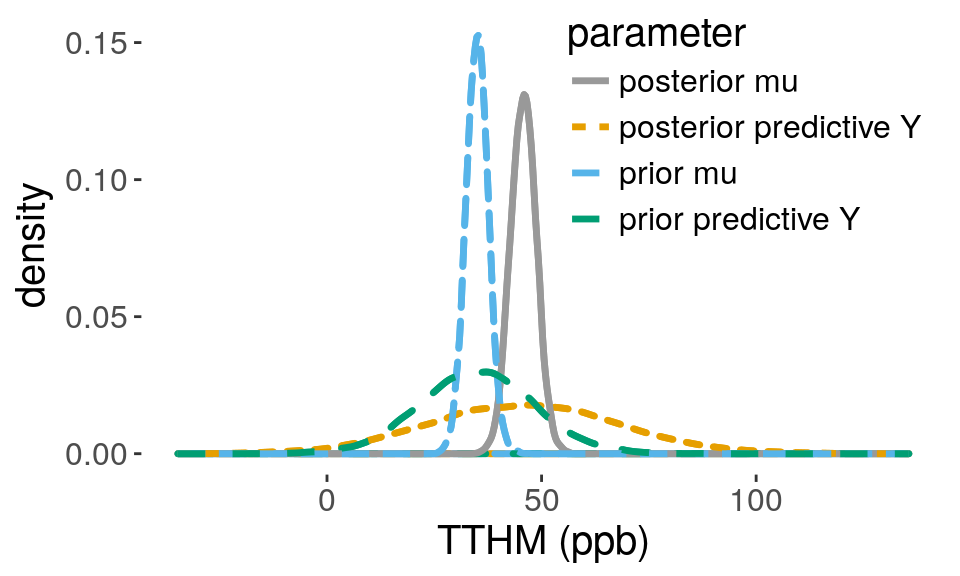 parameter
posterior mu
posterior predictive Y
prior mu
prior predictive Y
density
0.15
0.10
0.05
0.00
0
50
100
TTHM (ppb)